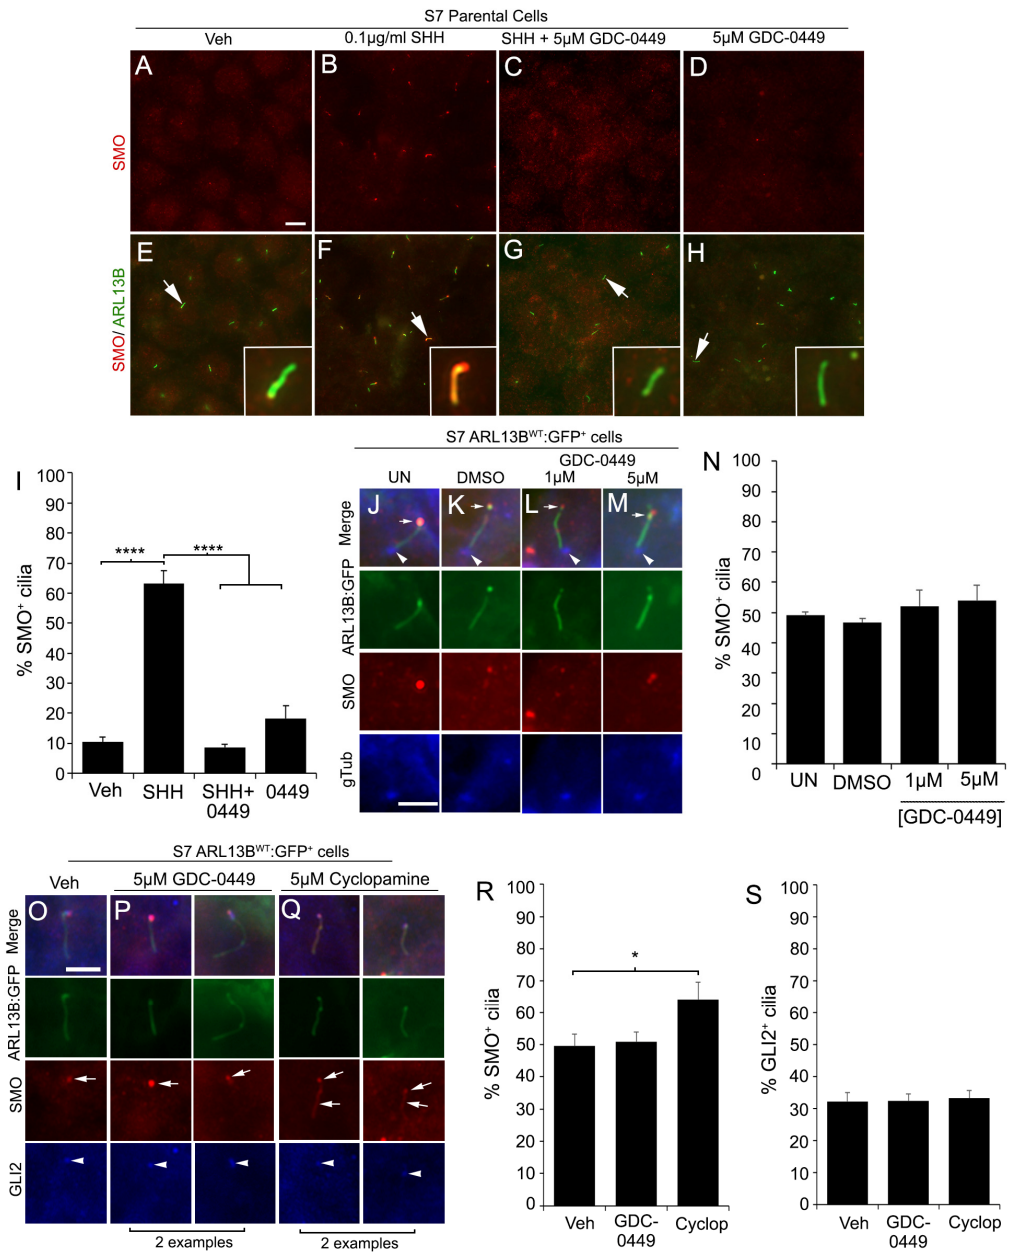 S7 Parental Cells
Veh
0.1µg/ml SHH
SHH + 5µM GDC-0449
5µM GDC-0449
A
B
C
D
SMO
E
F
G
H
SMO/ ARL13B
I
% SMO⁺ cilia
100
90
80
70
60
50
40
30
20
10
0
****
****
Veh
SHH
SHH+
0449
0449
S7 ARL13Bᵂᵀ:GFP⁺ cells
GDC-0449
UN
DMSO
1µM
5µM
J
K
L
M
Merge
ARL13B:GFP
SMO
gTub
N
% SMO⁺ cilia
100
90
80
70
60
50
40
30
20
10
0
UN
DMSO
1µM
5µM
[GDC-0449]
S7 ARL13Bᵂᵀ:GFP⁺ cells
Veh
5µM GDC-0449
5µM Cyclopamine
O
P
Q
Merge
ARL13B:GFP
SMO
GLI2
2 examples
2 examples
R
% SMO⁺ cilia
100
90
80
70
60
50
40
30
20
10
0
*
Veh
GDC-
0449
Cyclop
S
% GLI2⁺ cilia
100
90
80
70
60
50
40
30
20
10
0
Veh
GDC-
0449
Cyclop